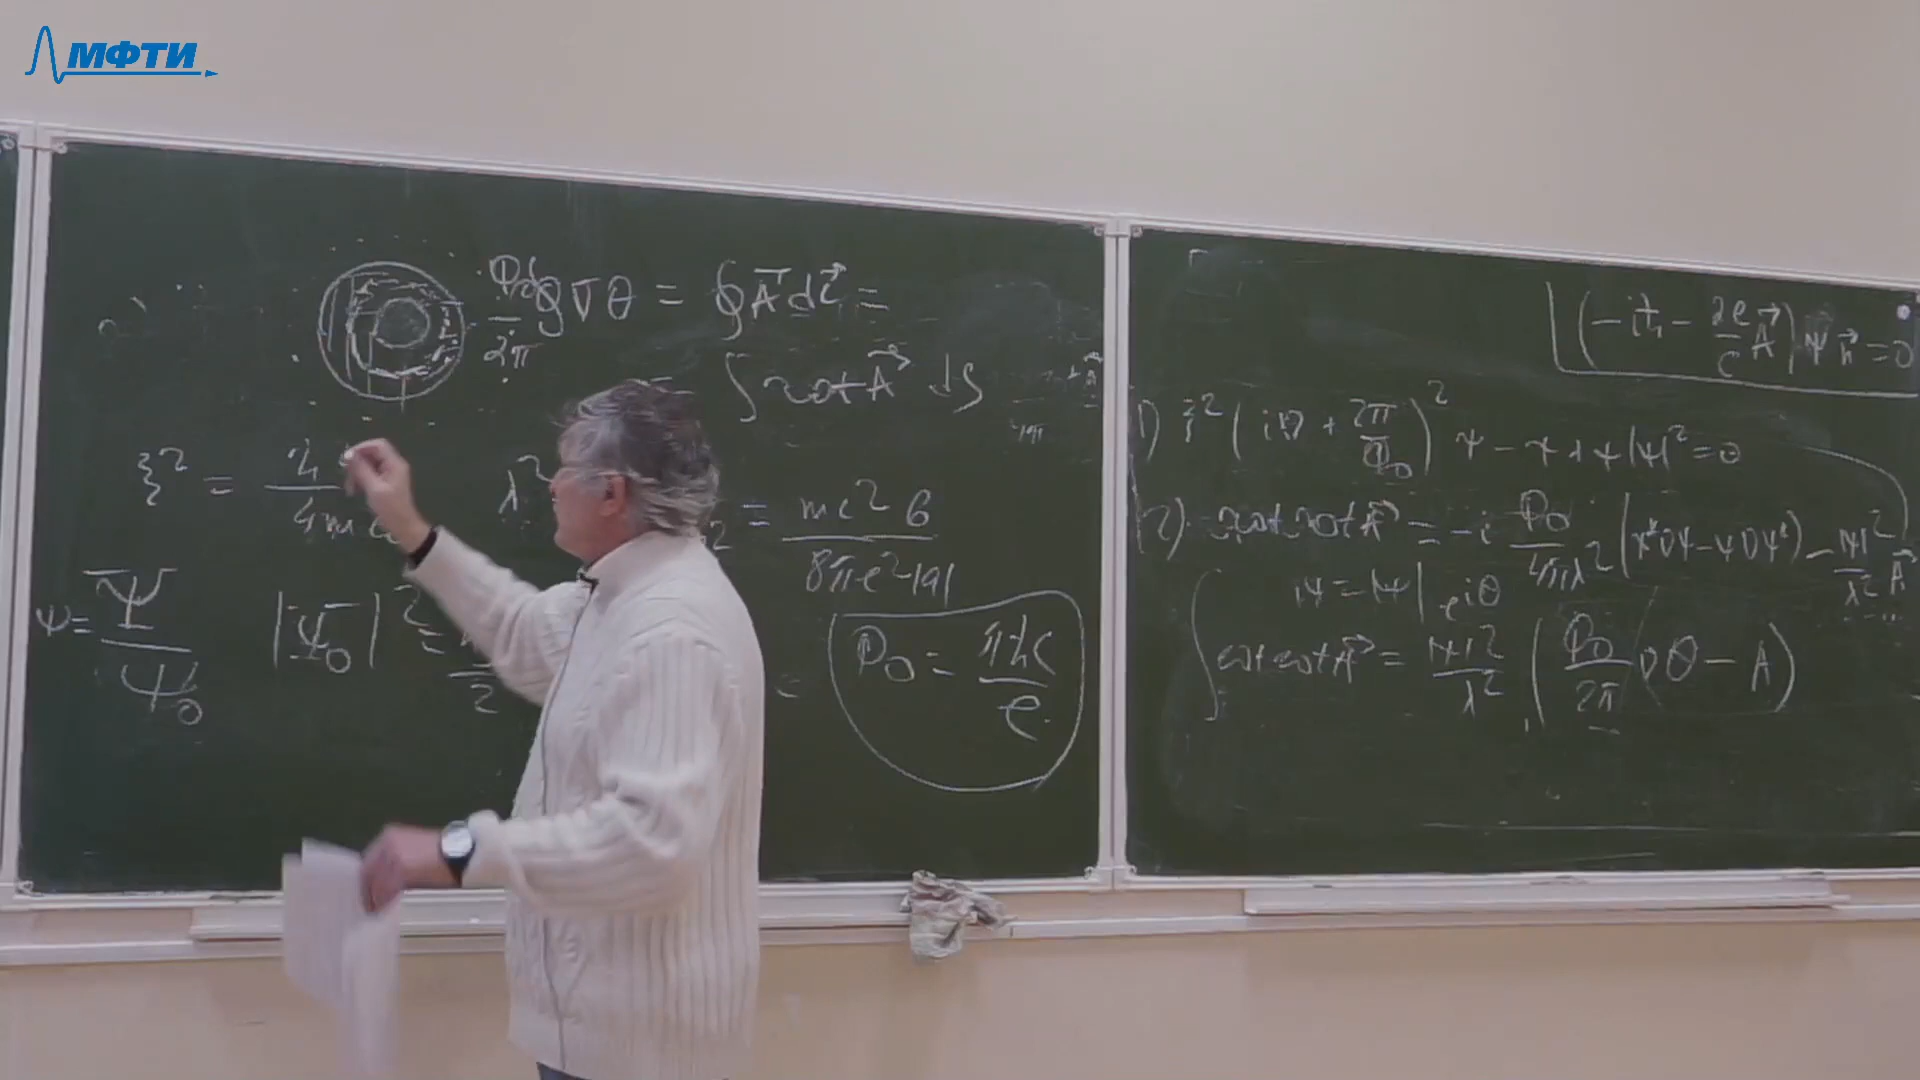 МФТИ
Φ₀/2π ∮ ∇θ = ∮ A⃗ dl⃗ =
∫ rot A⃗ dS
ξ² =
λ²
= mc² b / 8πe²|a|
ψ = Ψ / Ψ₀
|Ψ₀|² =
Φ₀ = πħc / e
(−iħ − 2e/c A⃗) Ψ n⃗ = 0
1) ξ² (i∇ + 2π/Φ₀)² ψ − ψ + ψ|ψ|² = 0
2) rot rot A⃗ = −i Φ₀/4πλ² (ψ*∇ψ − ψ∇ψ*) − |ψ|²/λ² A⃗
ψ = |ψ| e^{iθ}
rot rot A⃗ = |ψ|²/λ² (Φ₀/2π ∇θ − A)